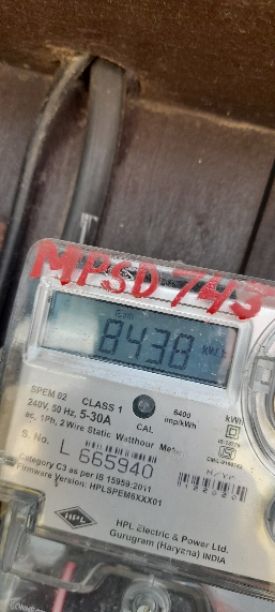 MPSD 743
8438
SPEM 02 CLASS 1
240V, 50 Hz, 5-30A CAL 6400 imp/kWh kWh
ac, 1Ph, 2 Wire Static Watthour Meter
S. No. L 665940
Category C3 as per IS 15959:2011
Firmware Version: HPLSPEM6XXX01
HPL
HPL Electric & Power Ltd.
Gurugram (Haryana) INDIA